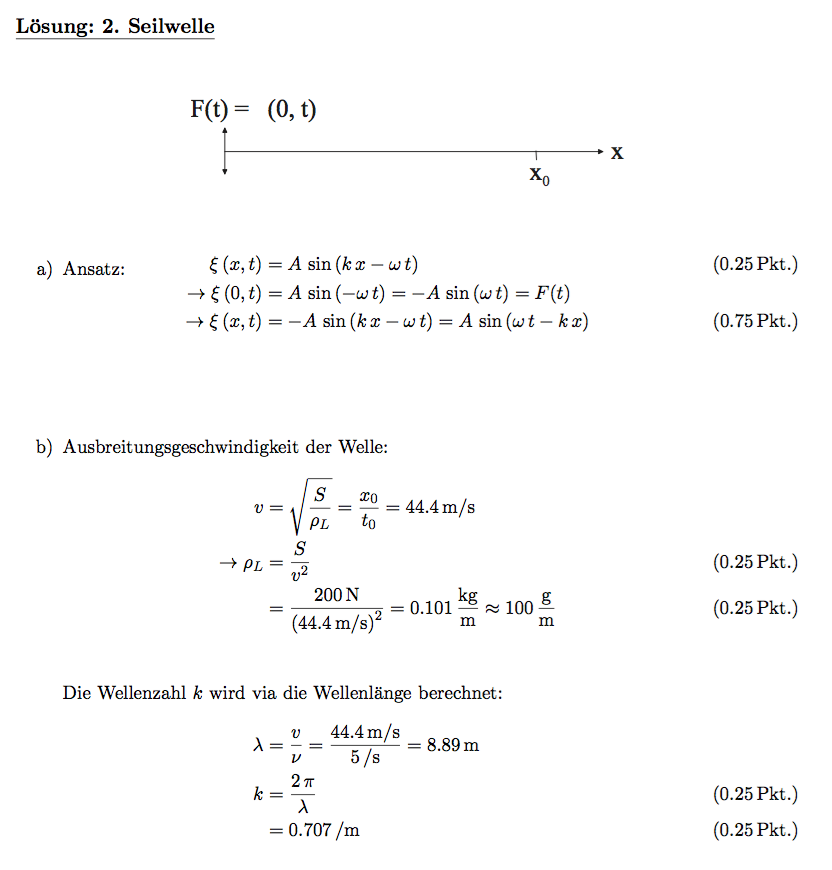 Lösung: 2. Seilwelle
F(t) = (0, t)
x
x₀
a) Ansatz: ξ (x, t) = A sin (k x − ω t) (0.25 Pkt.)
→ ξ (0, t) = A sin (−ω t) = −A sin (ω t) = F(t)
→ ξ (x, t) = −A sin (k x − ω t) = A sin (ω t − k x) (0.75 Pkt.)
b) Ausbreitungsgeschwindigkeit der Welle:
v = √(S/ρ_L) = x₀/t₀ = 44.4 m/s
→ ρ_L = S/v² (0.25 Pkt.)
= 200 N/(44.4 m/s)² = 0.101 kg/m ≈ 100 g/m (0.25 Pkt.)
Die Wellenzahl k wird via die Wellenlänge berechnet:
λ = v/ν = 44.4 m/s / 5 /s = 8.89 m
k = 2 π/λ (0.25 Pkt.)
= 0.707 /m (0.25 Pkt.)